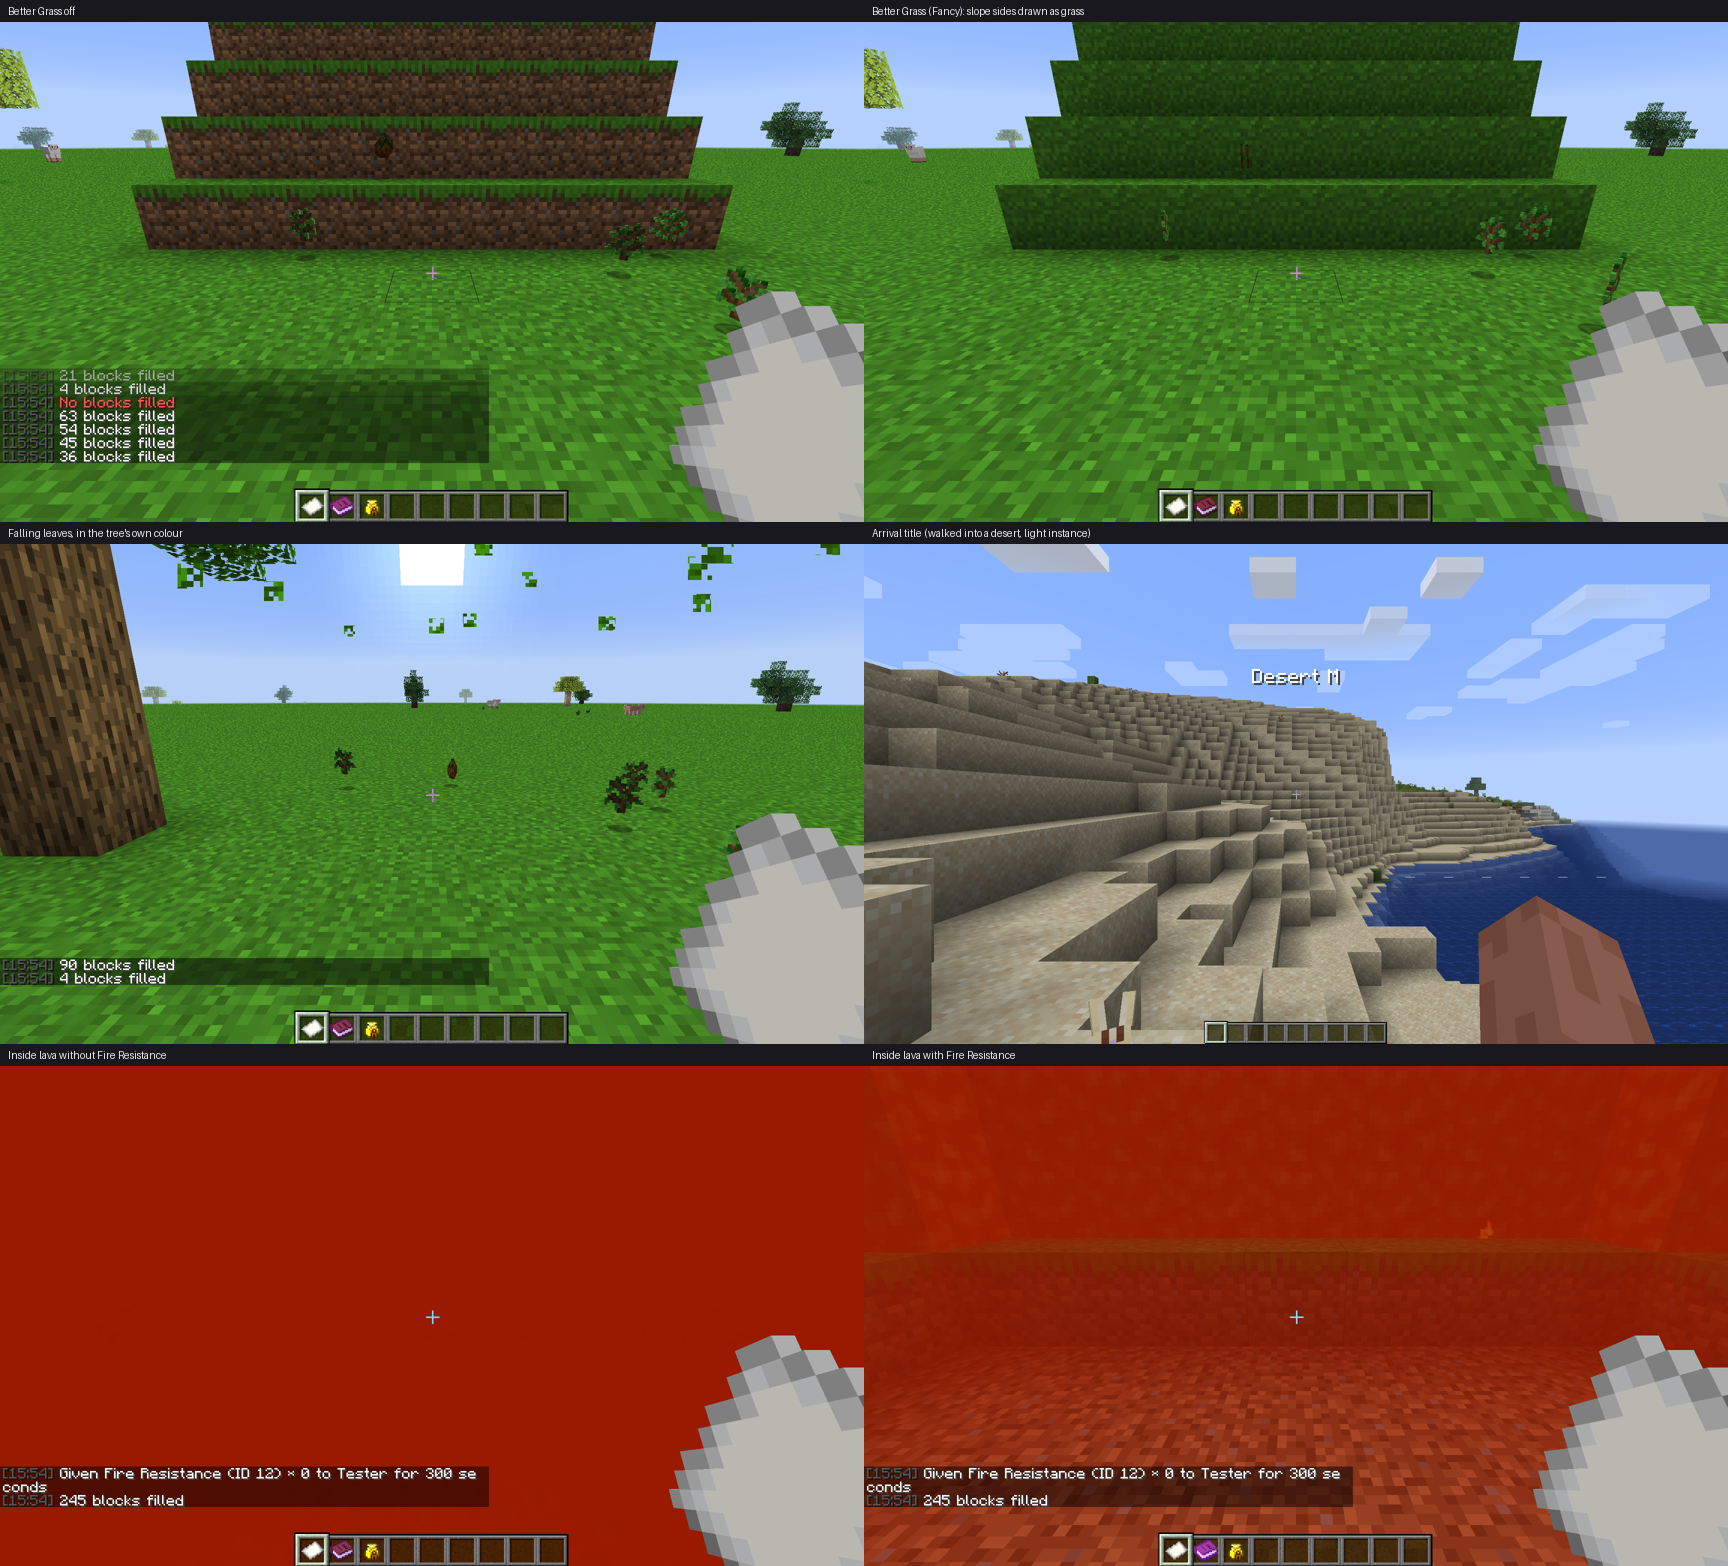 Better Grass off
Better Grass (Fancy): slope sides drawn as grass
[15:54] 21 blocks filled
[15:54] 4 blocks filled
[15:54] No blocks filled
[15:54] 63 blocks filled
[15:54] 54 blocks filled
[15:54] 45 blocks filled
[15:54] 36 blocks filled
Falling leaves, in the tree's own colour
Arrival title (walked into a desert, light instance)
Desert M
[15:54] 90 blocks filled
[15:54] 4 blocks filled
Inside lava without Fire Resistance
Inside lava with Fire Resistance
[15:54] Given Fire Resistance (ID 12) × 0 to Tester for 300 se
conds
[15:54] 245 blocks filled
[15:54] Given Fire Resistance (ID 12) × 0 to Tester for 300 se
conds
[15:54] 245 blocks filled